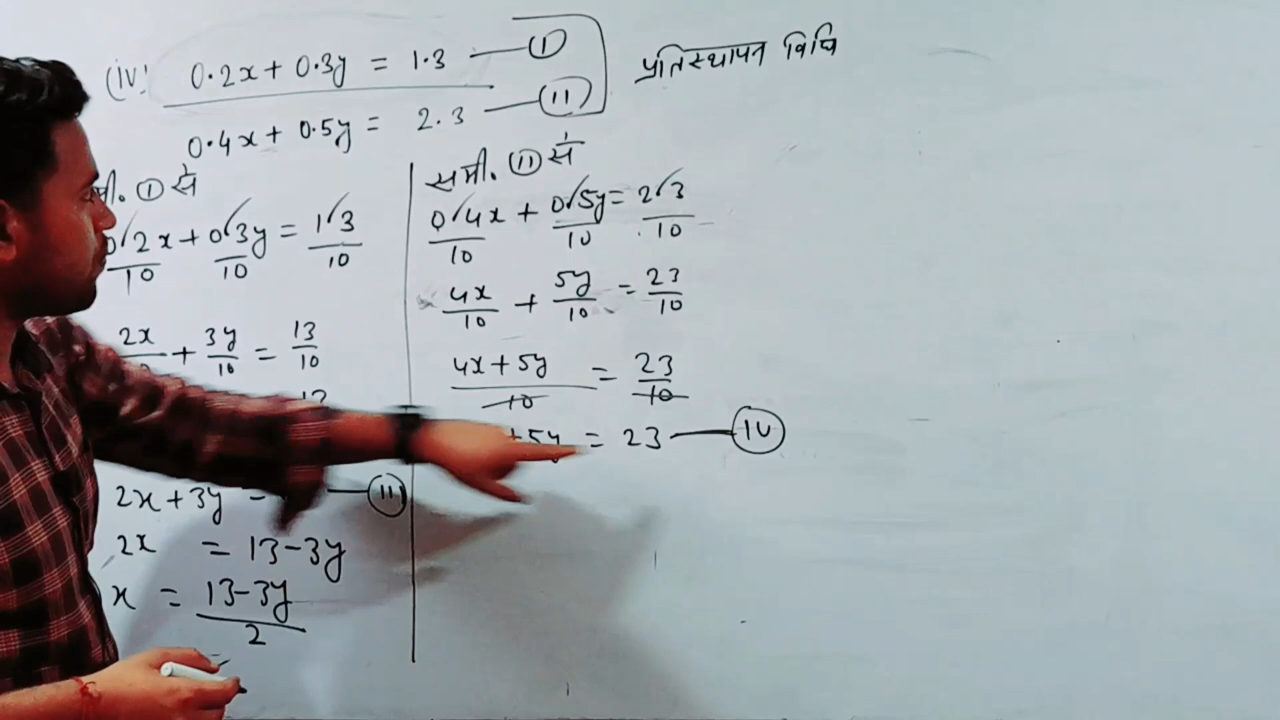 (iv) 0.2x + 0.3y = 1.3 — (I)
0.4x + 0.5y = 2.3 — (II)
प्रतिस्थापन विधि
मी. (I) से
0.2x/10 + 0.3y/10 = 1.3/10
2x + 3y/10 = 13/10
2x + 3y = — (III)
2x = 13 - 3y
x = 13 - 3y/2
=
समी. (II) से
0.4x/10 + 0.5y/10 = 2.3/10
4x/10 + 5y/10 = 23/10
4x + 5y/10 = 23/10
+ 5y = 23 — (IV)